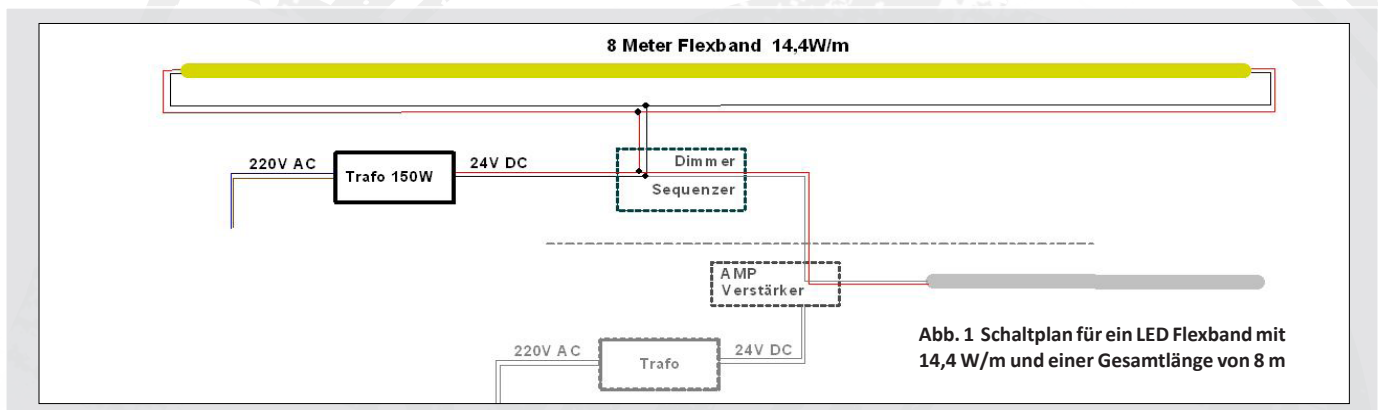 8 Meter Flexband 14,4W/m
220V AC
Trafo 150W
24V DC
Dimmer
Sequenzer
AMP
Verstärker
220V AC
Trafo
24V DC
Abb. 1 Schaltplan für ein LED Flexband mit
14,4 W/m und einer Gesamtlänge von 8 m